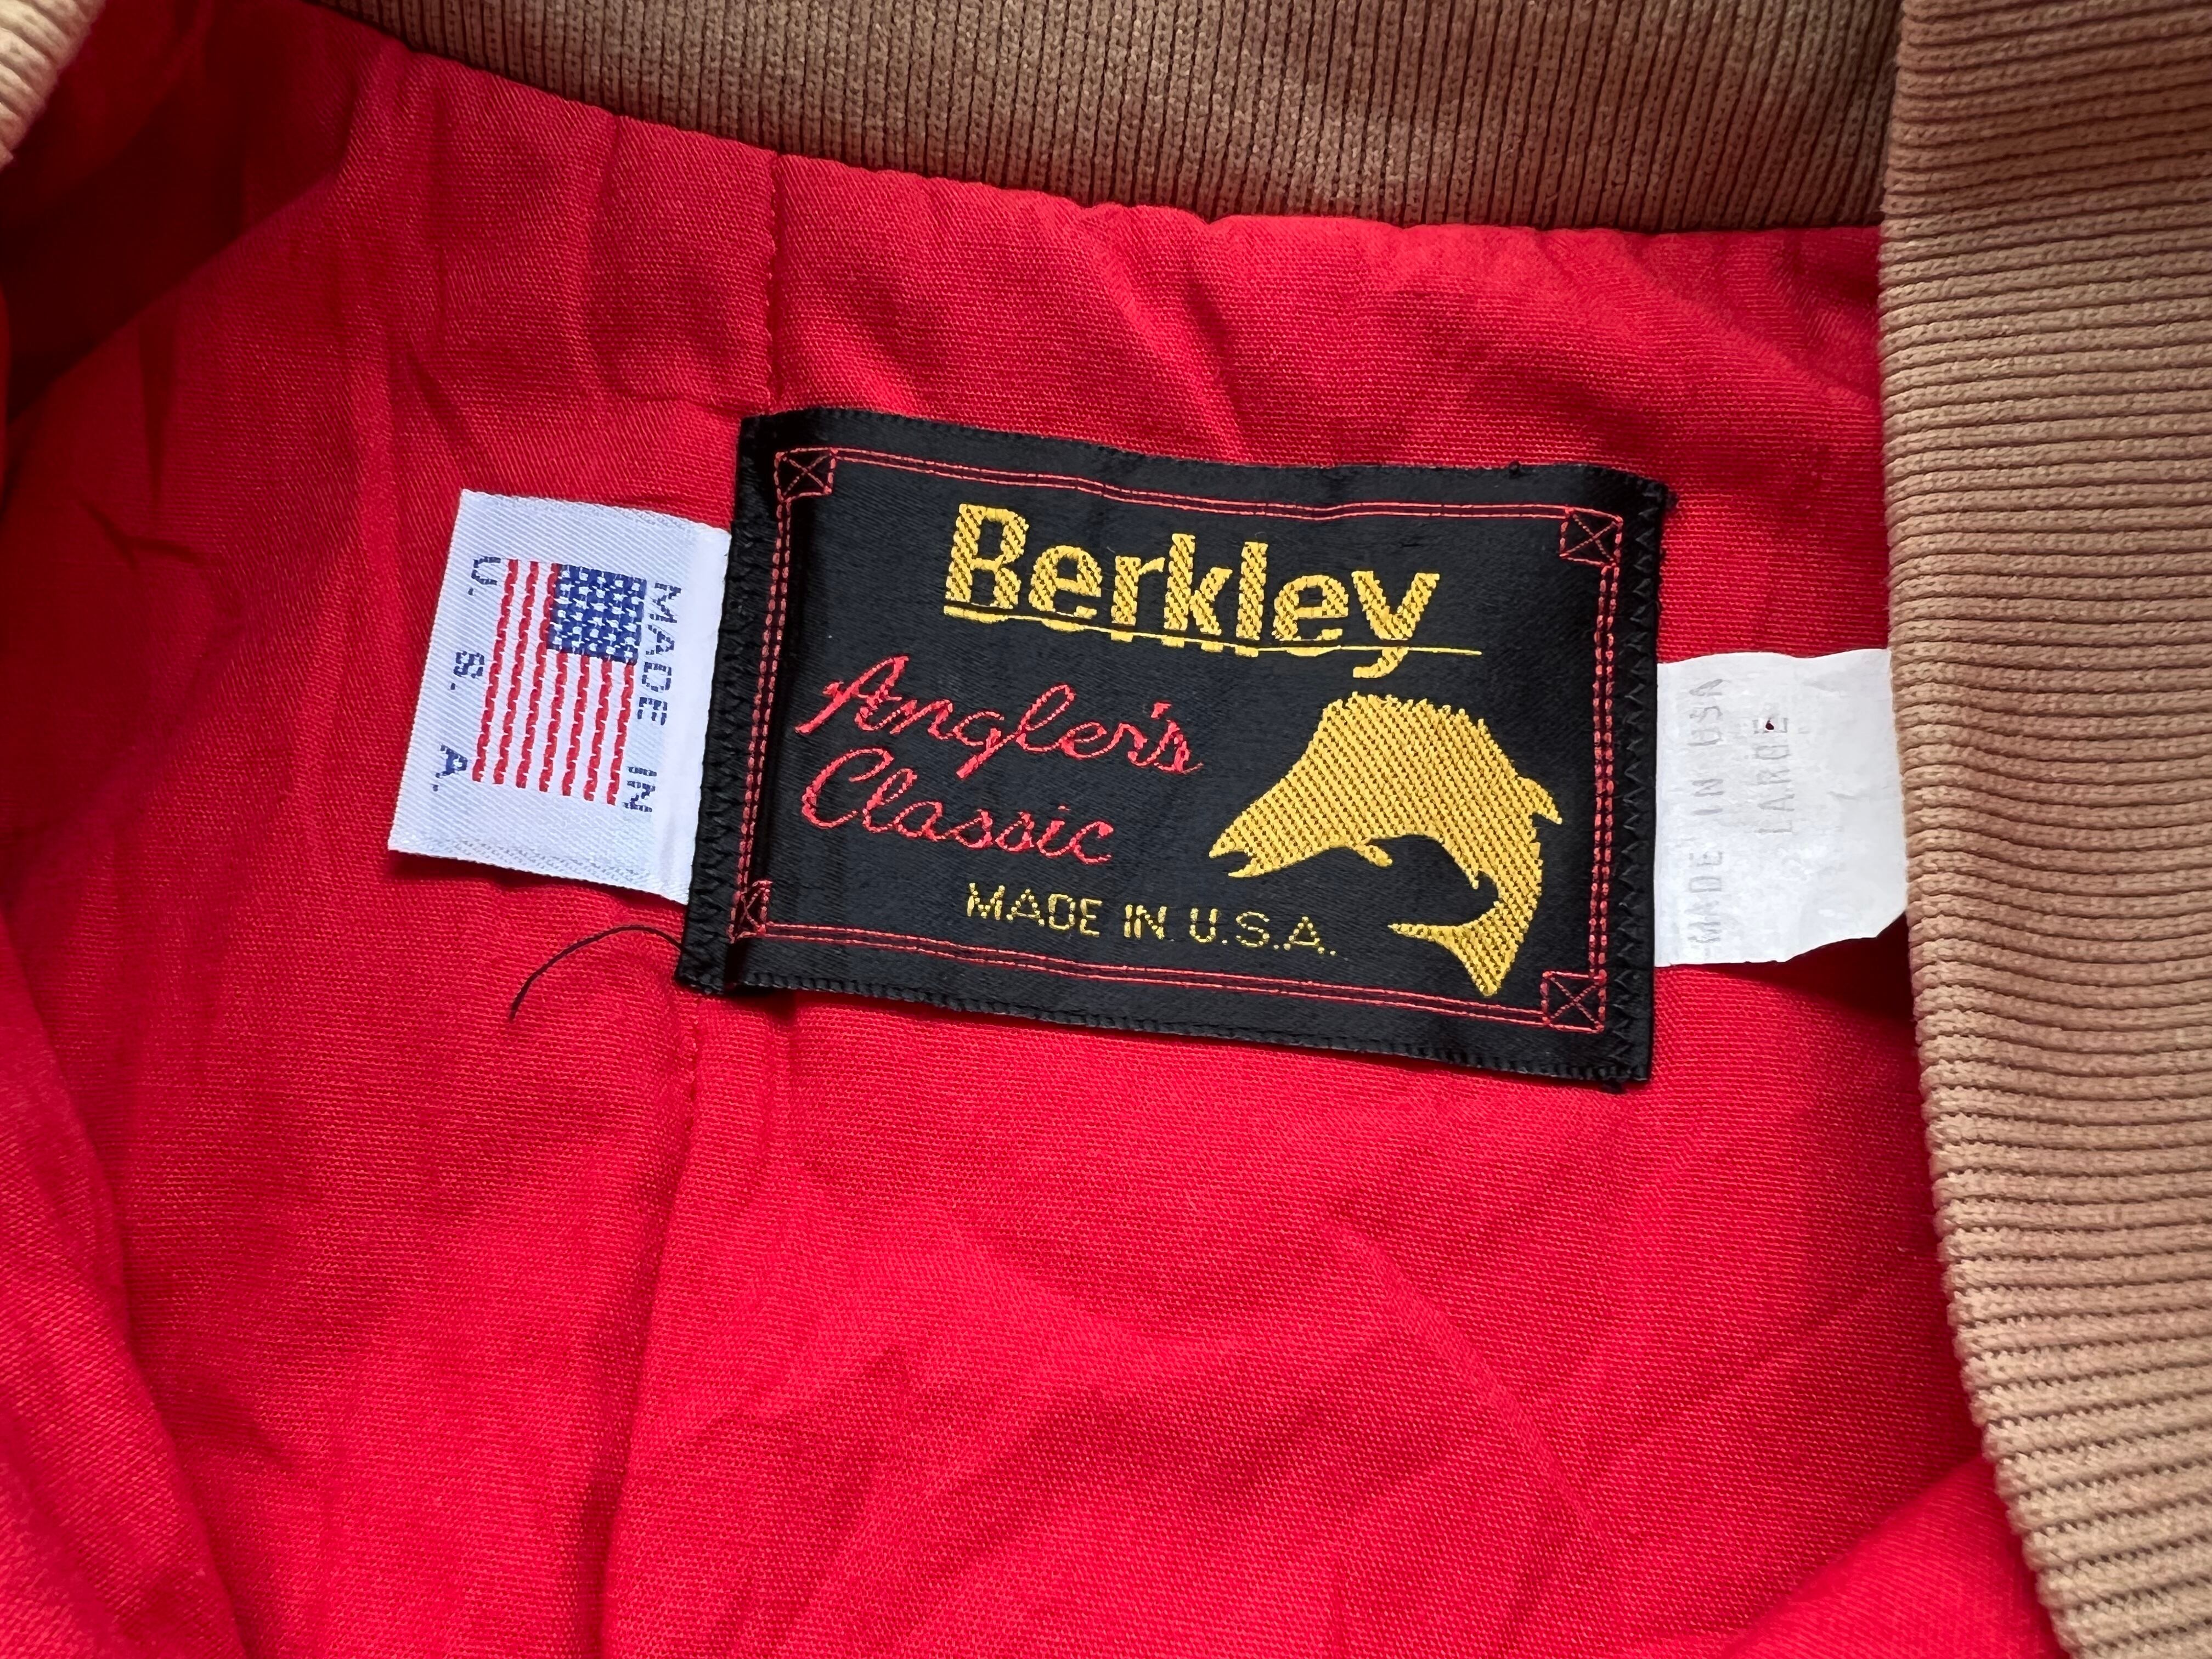 MADE IN
U. S. A.
Berkley
Angler's
Classic
MADE IN U.S.A.
MADE IN USA
LARGE